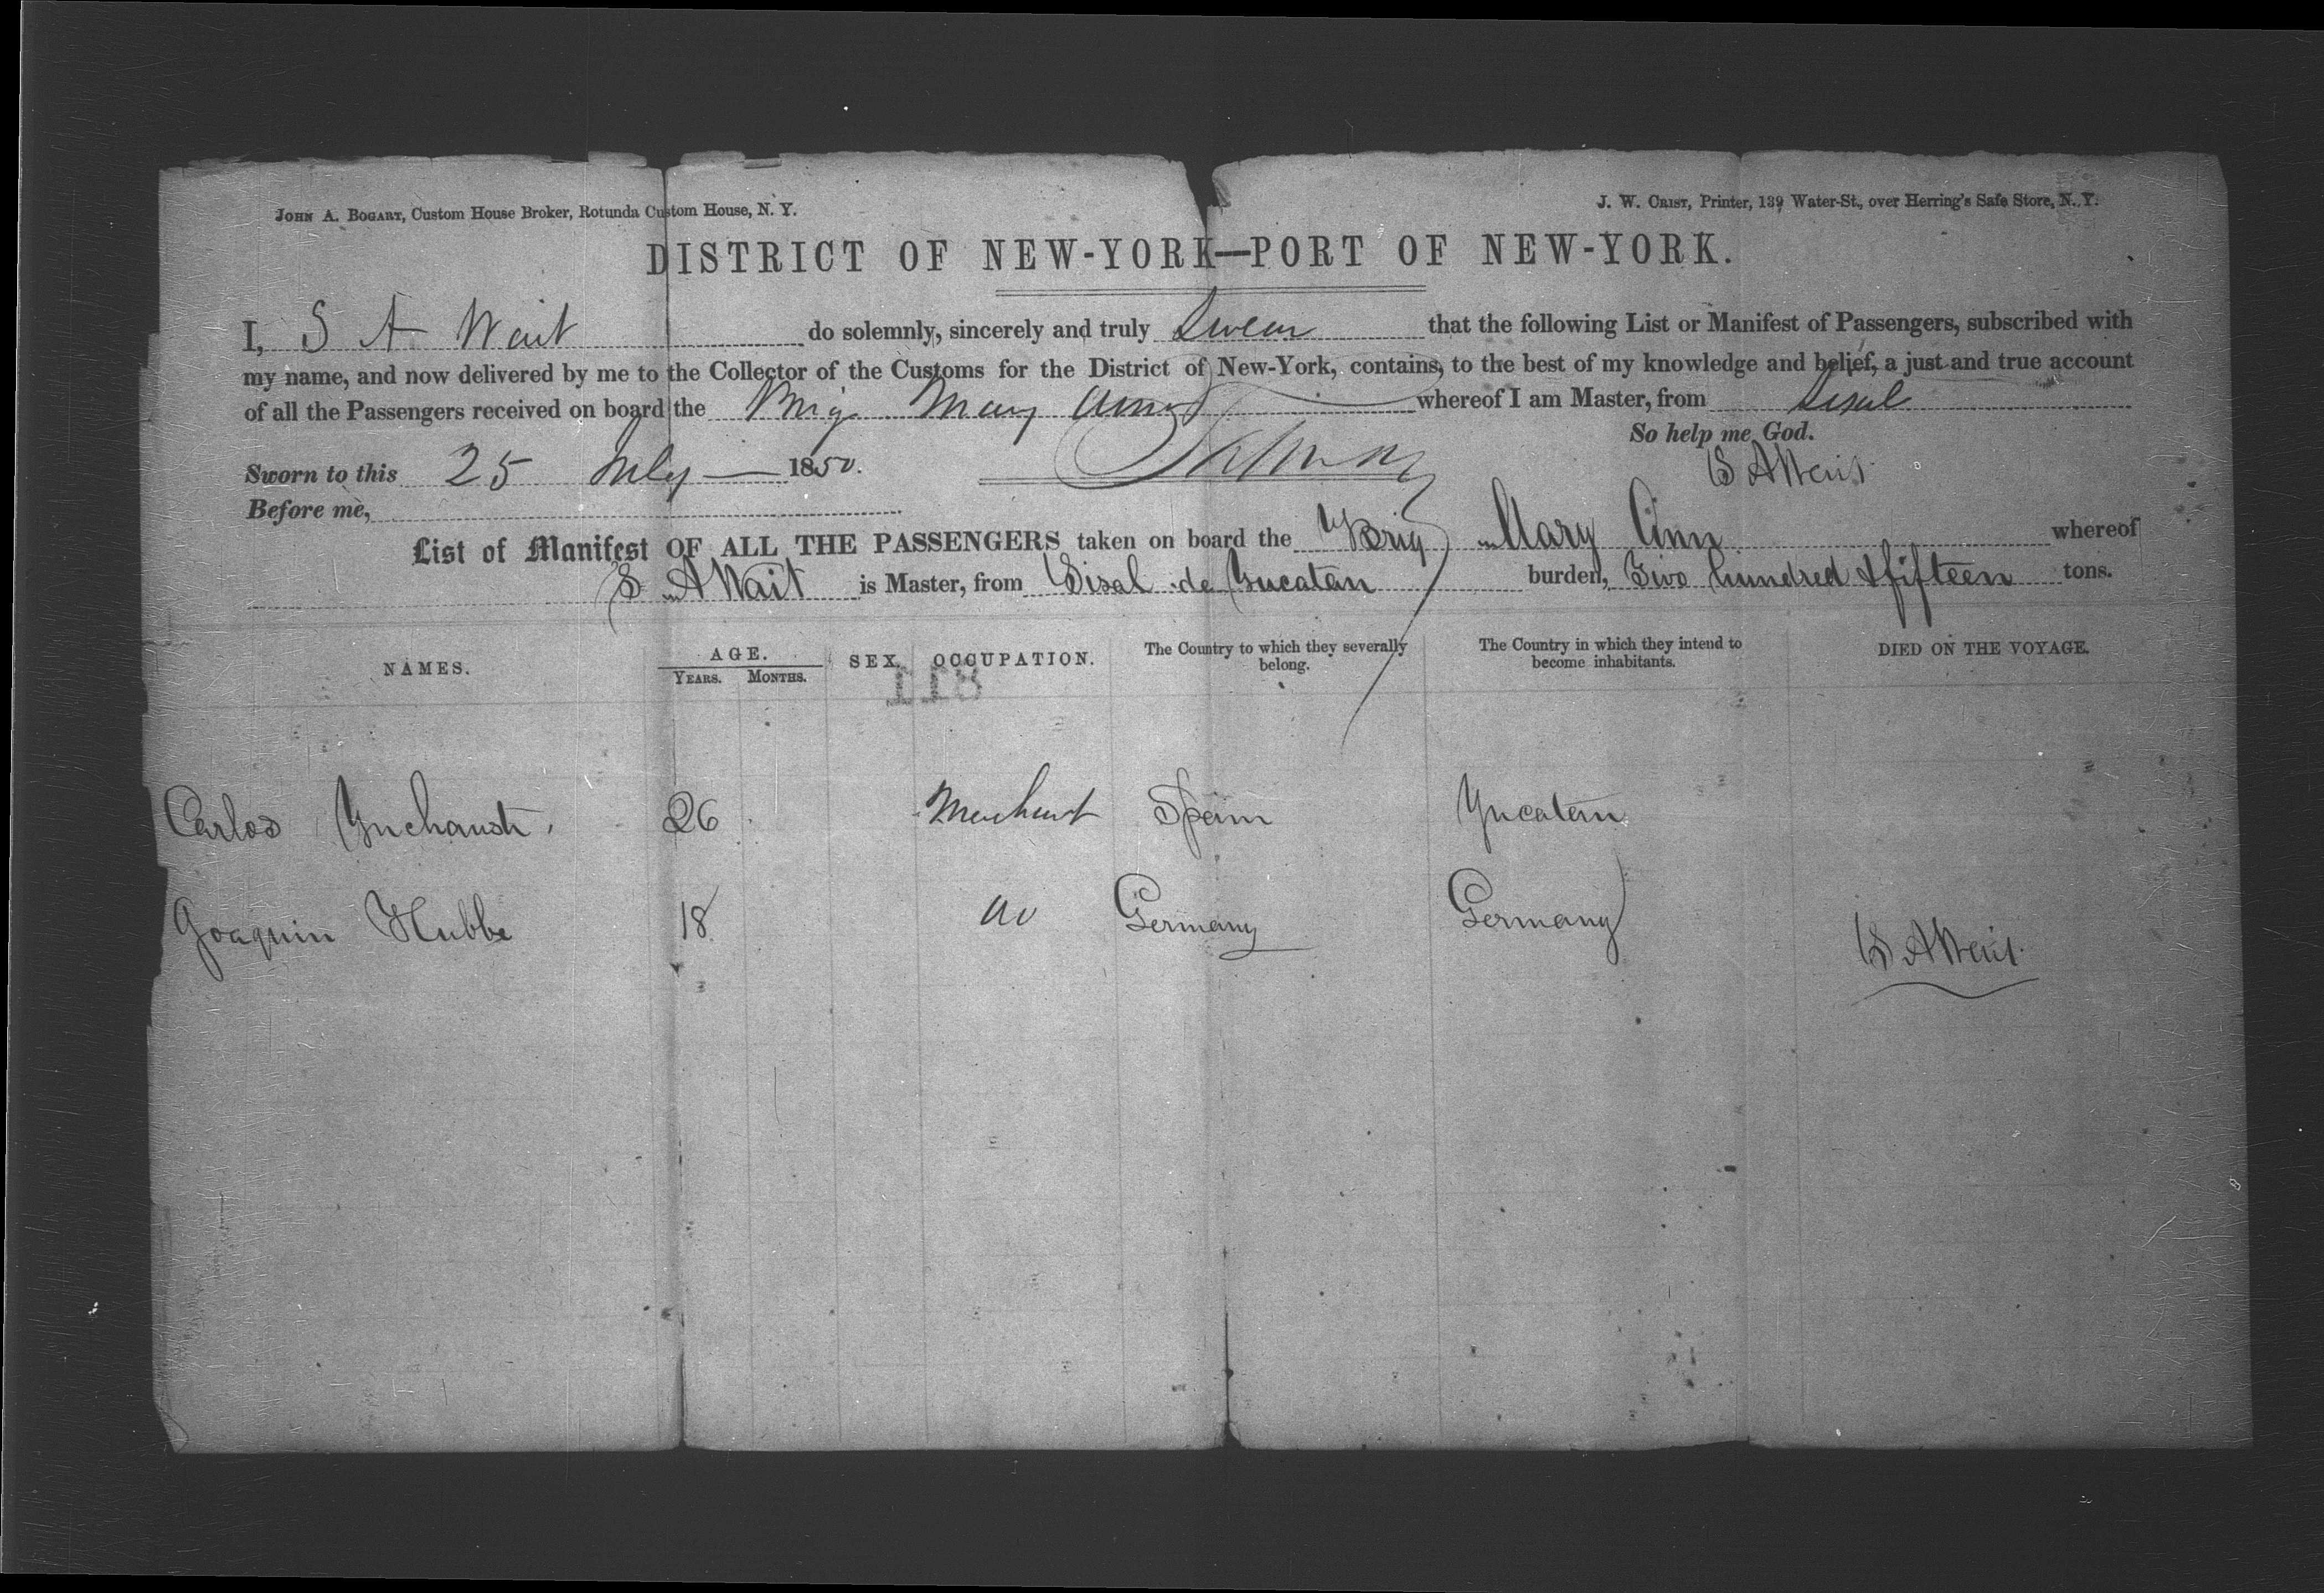 JOHN A. BOGART, Custom House Broker, Rotunda Custom House, N. Y.
J. W. CRIST, Printer, 139 Water-St., over Herring's Safe Store, N. Y.
DISTRICT OF NEW-YORK—PORT OF NEW-YORK.
I, S A Wait do solemnly, sincerely and truly Swear that the following List or Manifest of Passengers, subscribed with
my name, and now delivered by me to the Collector of the Customs for the District of New-York, contains, to the best of my knowledge and belief, a just and true account
of all the Passengers received on board the Brig Mary Ann whereof I am Master, from Sisal
So help me God.
Sworn to this 25 July 1850. S A Wait
Before me,
List of Manifest OF ALL THE PASSENGERS taken on board the Brig Mary Ann whereof
S A Wait is Master, from Sisal de Yucatan burden, Two hundred & fifteen tons.
NAMES. AGE. YEARS. MONTHS. SEX. OCCUPATION. The Country to which they severally belong. The Country in which they intend to become inhabitants. DIED ON THE VOYAGE.
118
Carlos 26 Merchant Spain Yucatan
Joaquin Hubbe 18 Germany Germany
S A Wait